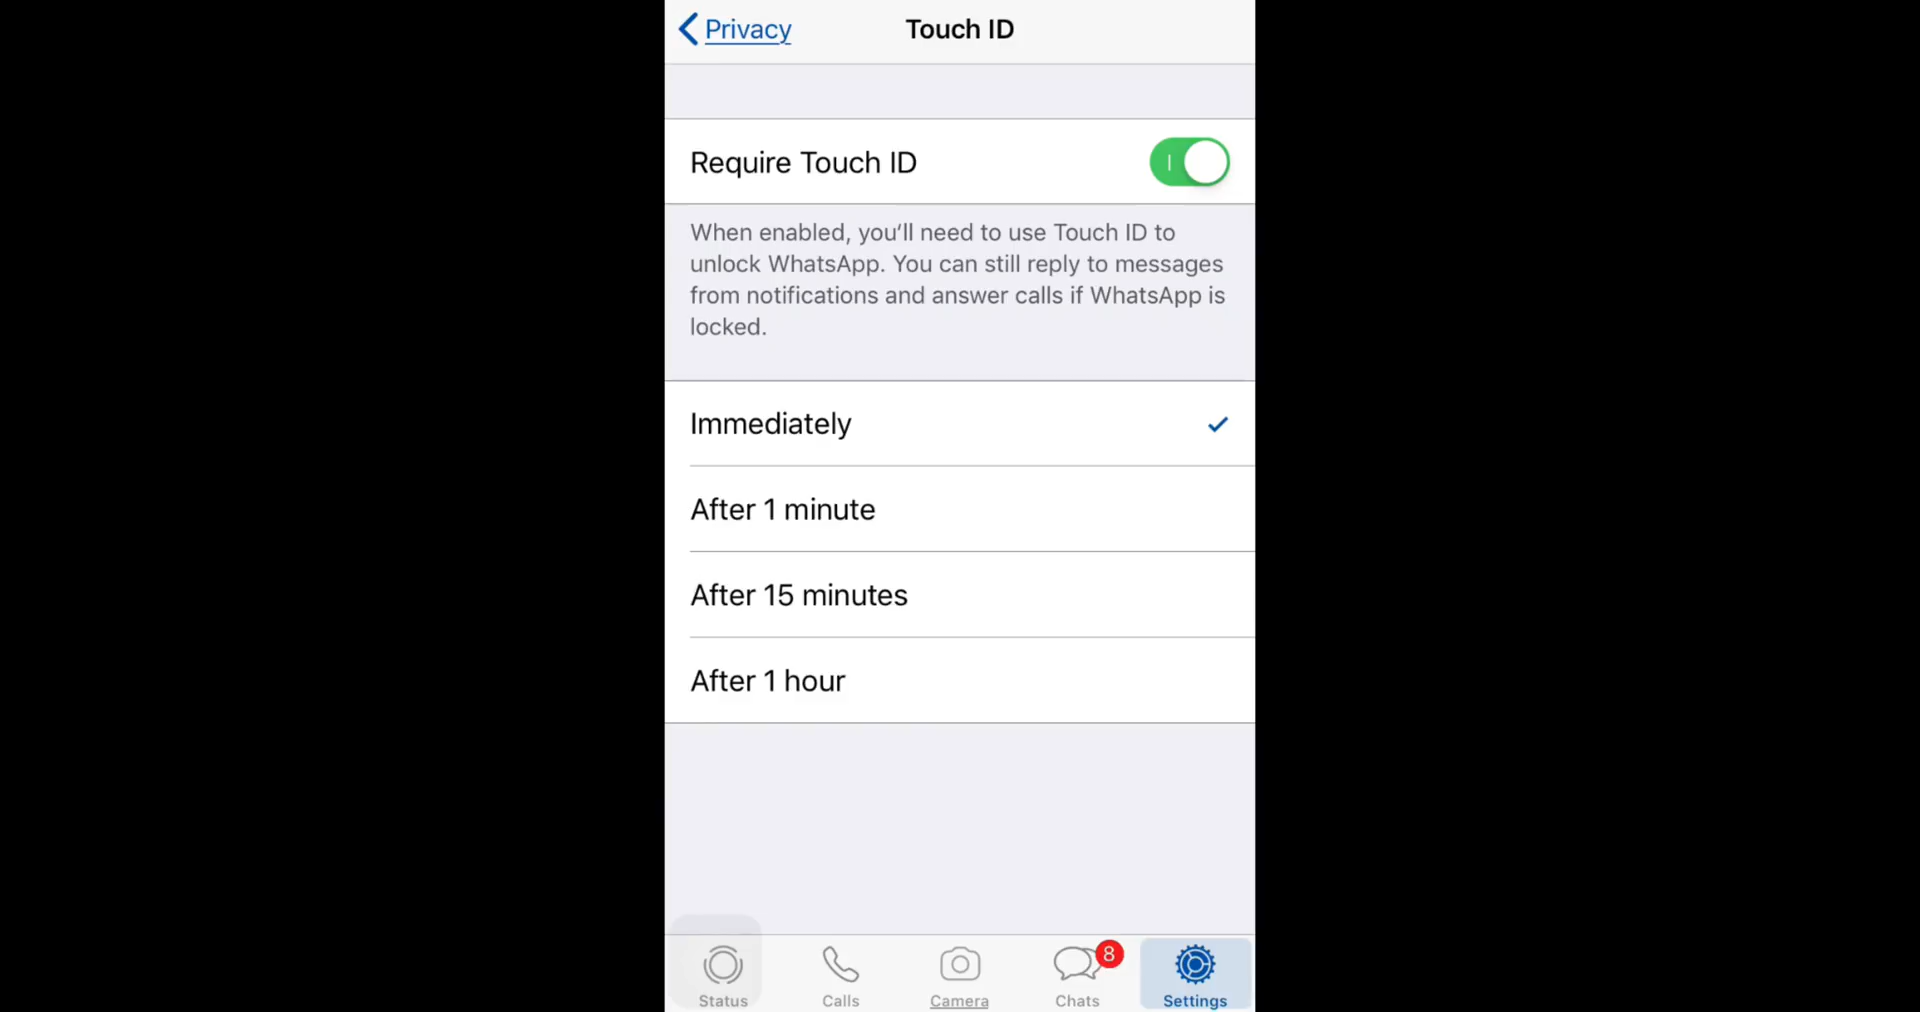 Privacy
Touch ID
Require Touch ID
When enabled, you‘ll need to use Touch ID to
unlock WhatsApp. You can still reply to messages
from notifications and answer calls if WhatsApp is
locked.
Immediately
After 1 minute
After 15 minutes
After 1 hour
8
Status
Calls
Camera
Chats
Settings